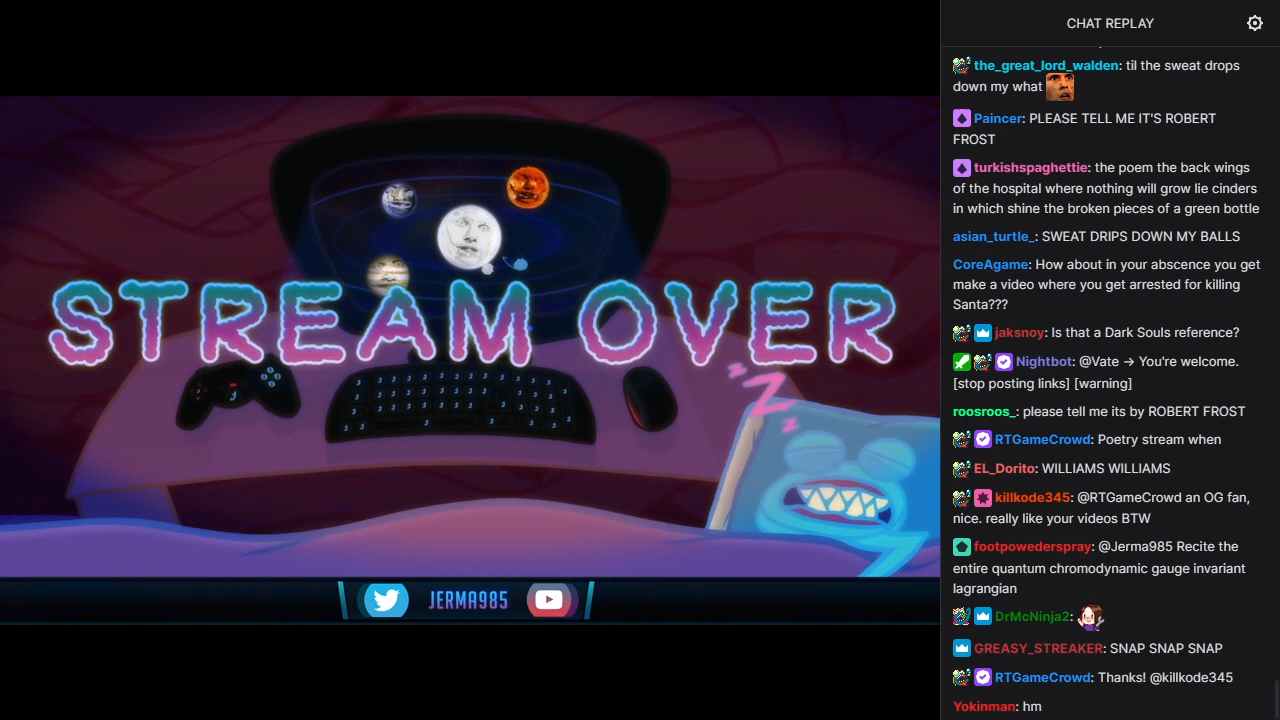 STREAM OVER
Z
z
z
JERMA985
CHAT REPLAY
the_great_lord_walden: til the sweat drops
down my what
Paincer: PLEASE TELL ME IT'S ROBERT
FROST
turkishspaghettie: the poem the back wings
of the hospital where nothing will grow lie cinders
in which shine the broken pieces of a green bottle
asian_turtle_: SWEAT DRIPS DOWN MY BALLS
CoreAgame: How about in your abscence you get
make a video where you get arrested for killing
Santa???
jaksnoy: Is that a Dark Souls reference?
Nightbot: @Vate → You're welcome.
[stop posting links] [warning]
roosroos_: please tell me its by ROBERT FROST
RTGameCrowd: Poetry stream when
EL_Dorito: WILLIAMS WILLIAMS
killkode345: @RTGameCrowd an OG fan,
nice. really like your videos BTW
footpowederspray: @Jerma985 Recite the
entire quantum chromodynamic gauge invariant
lagrangian
DrMcNinja2:
GREASY_STREAKER: SNAP SNAP SNAP
RTGameCrowd: Thanks! @killkode345
Yokinman: hm